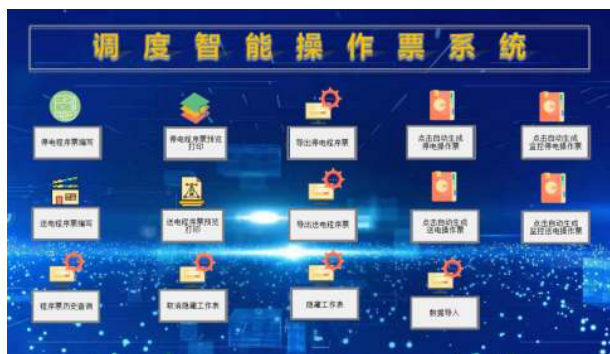 调度智能操作票系统
停电程序票编写
停电程序票预览
打印
导出停电程序票
点击自动生成
停电操作票
点击自动生成
监控停电操作票
送电程序票编写
送电程序票预览
打印
导出送电程序票
点击自动生成
送电操作票
点击自动生成
监控送电操作票
程序票历史查询
取消隐藏工作表
隐藏工作表
数据导入